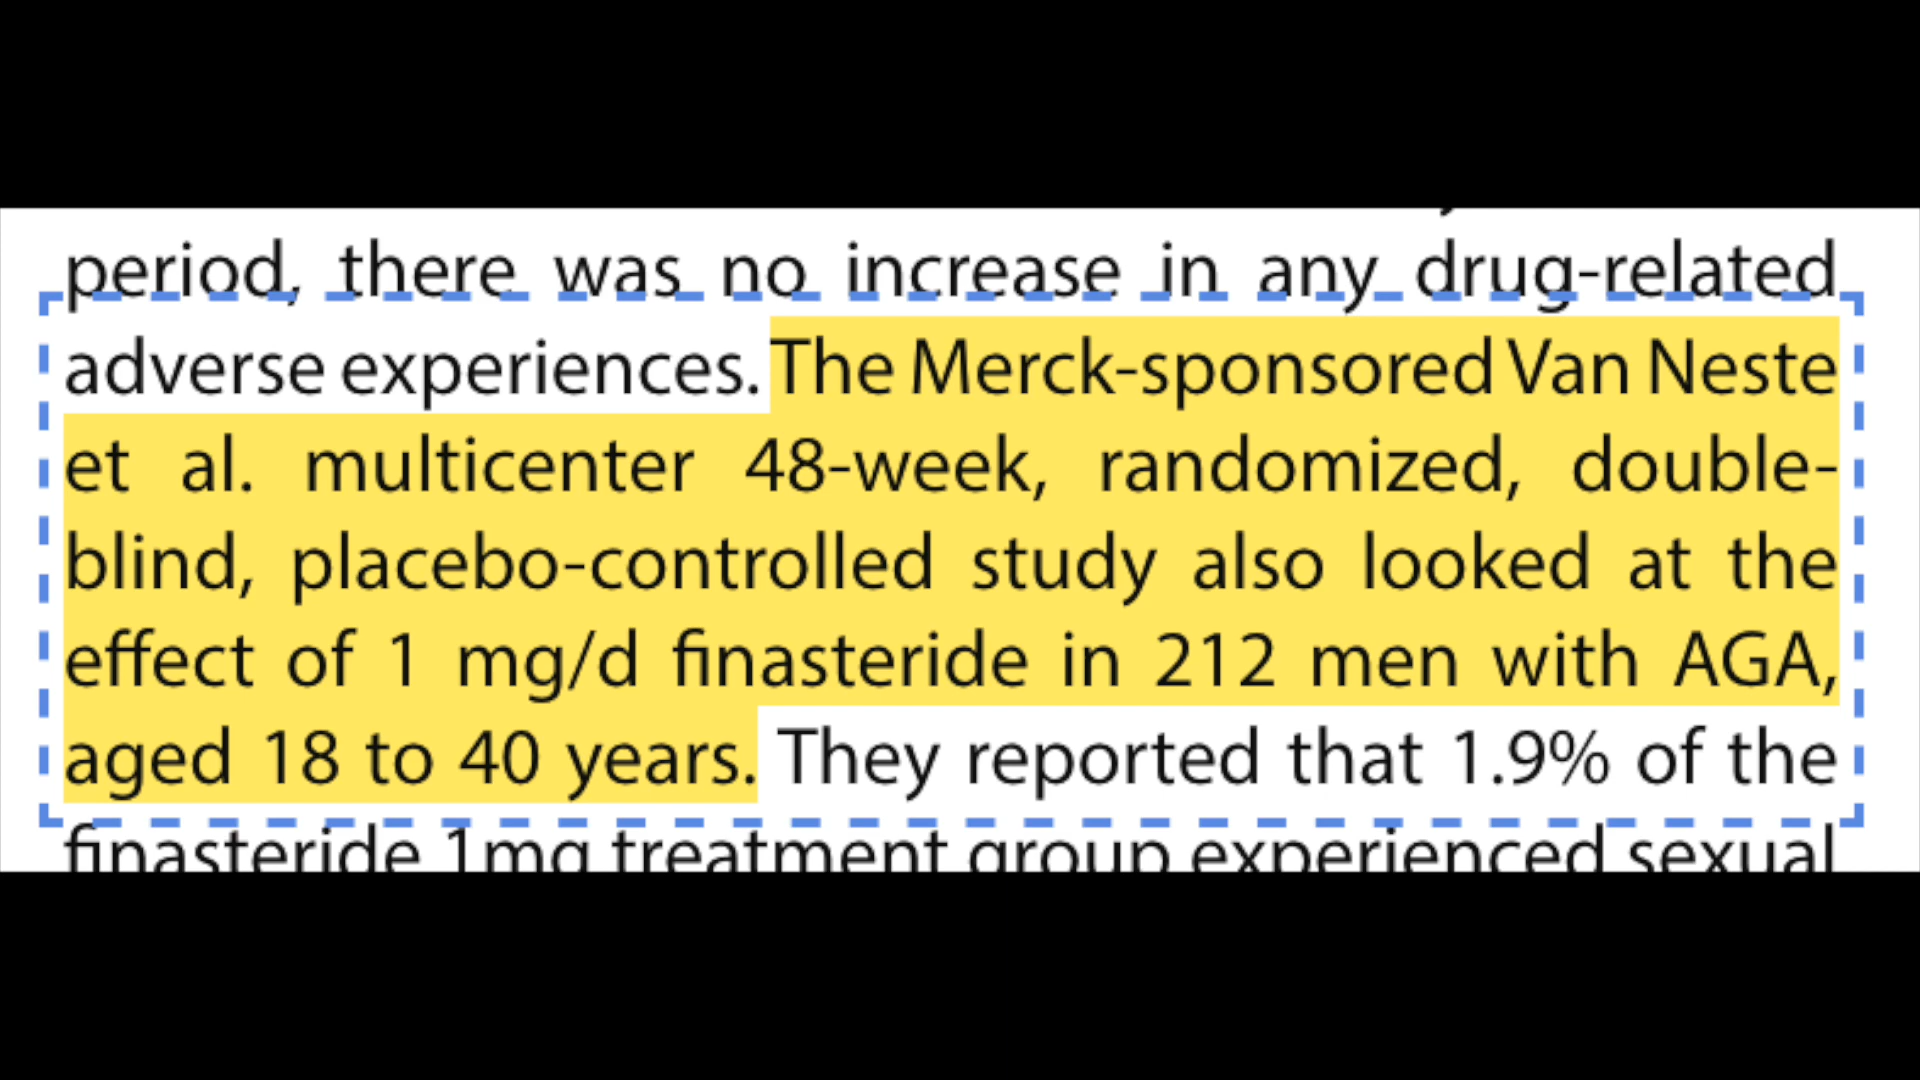 period, there was no increase in any drug-related
adverse experiences. The Merck-sponsored Van Neste
et al. multicenter 48-week, randomized, double-
blind, placebo-controlled study also looked at the
effect of 1 mg/d finasteride in 212 men with AGA,
aged 18 to 40 years. They reported that 1.9% of the
finasteride 1mg treatment group experienced sexual